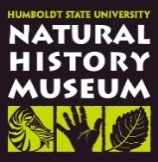 HUMBOLDT STATE UNIVERSITY
NATURAL
HISTORY
MUSEUM